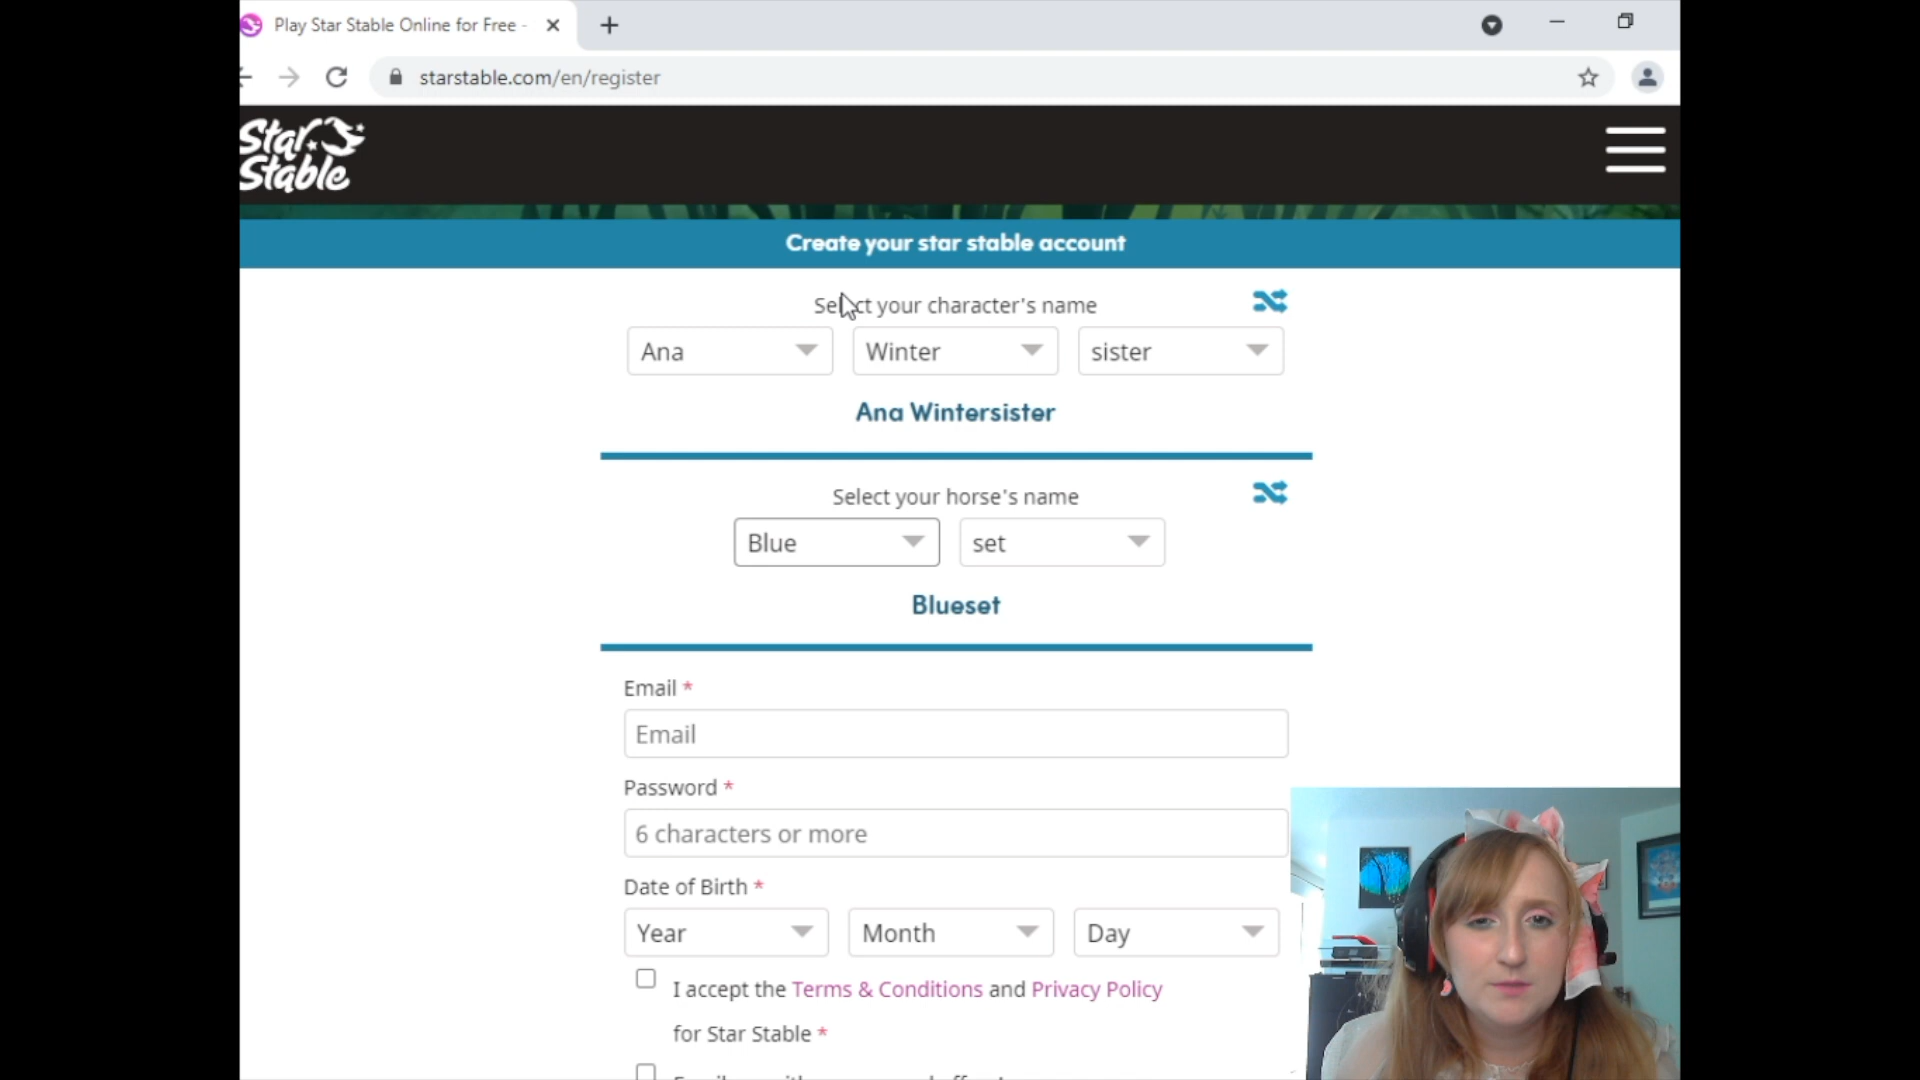 Play Star Stable Online for Free -
starstable.com/en/register
Star
Stable
Create your star stable account
Select your character's name
Ana Winter sister
Ana Wintersister
Select your horse's name
Blue set
Blueset
Email *
Email
Password *
6 characters or more
Date of Birth *
Year Month Day
I accept the Terms & Conditions and Privacy Policy
for Star Stable *